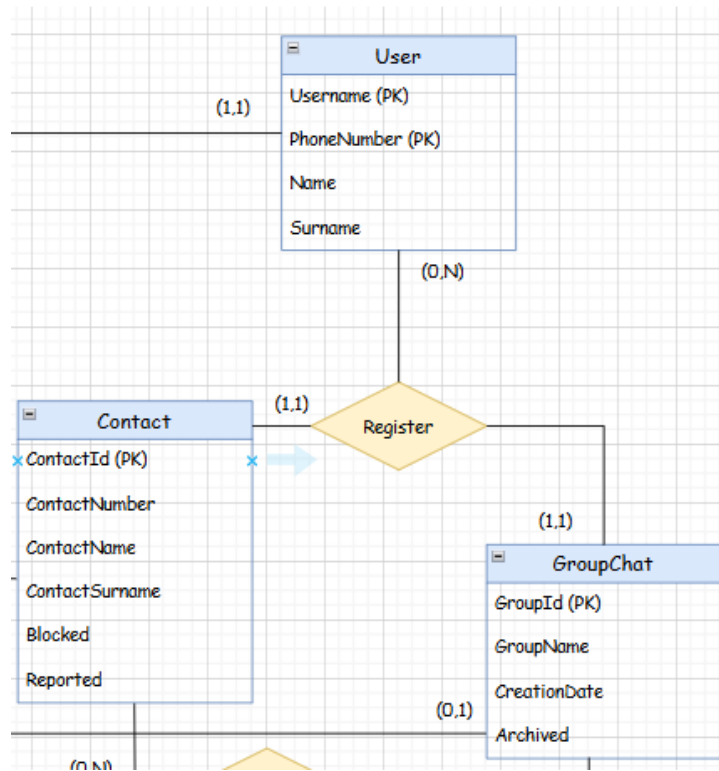 User
(1,1)
Username (PK)
PhoneNumber (PK)
Name
Surname
(0,N)
(1,1)
Contact
Register
ContactId (PK)
ContactNumber
ContactName
ContactSurname
Blocked
Reported
(1,1)
GroupChat
GroupId (PK)
GroupName
CreationDate
Archived
(0,1)
(0,N)